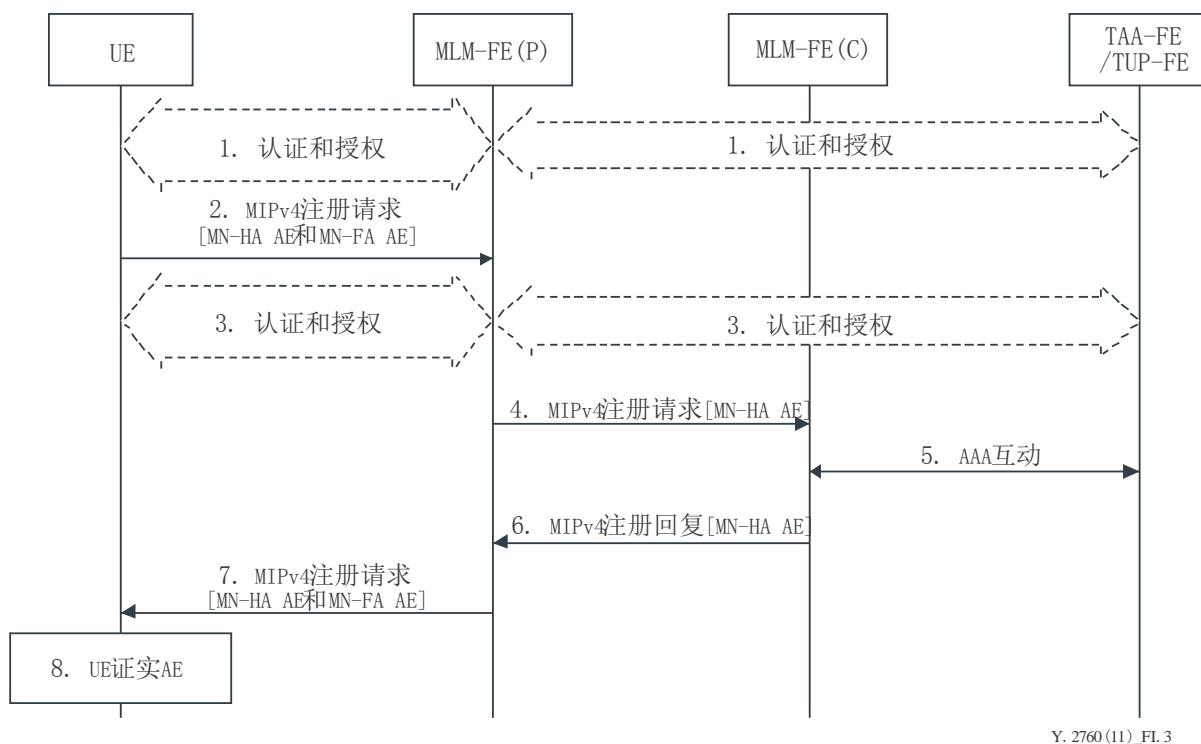 UE
MLM-FE(P)
MLM-FE(C)
TAA-FE
/TUP-FE
1. 认证和授权
1. 认证和授权
2. MIPv4注册请求
[MN-HA AE和MN-FA AE]
3. 认证和授权
3. 认证和授权
4. MIPv4注册请求[MN-HA AE]
5. AAA互动
6. MIPv4注册回复[MN-HA AE]
7. MIPv4注册请求
[MN-HA AE和MN-FA AE]
8. UE证实AE
Y. 2760(11)_FI. 3